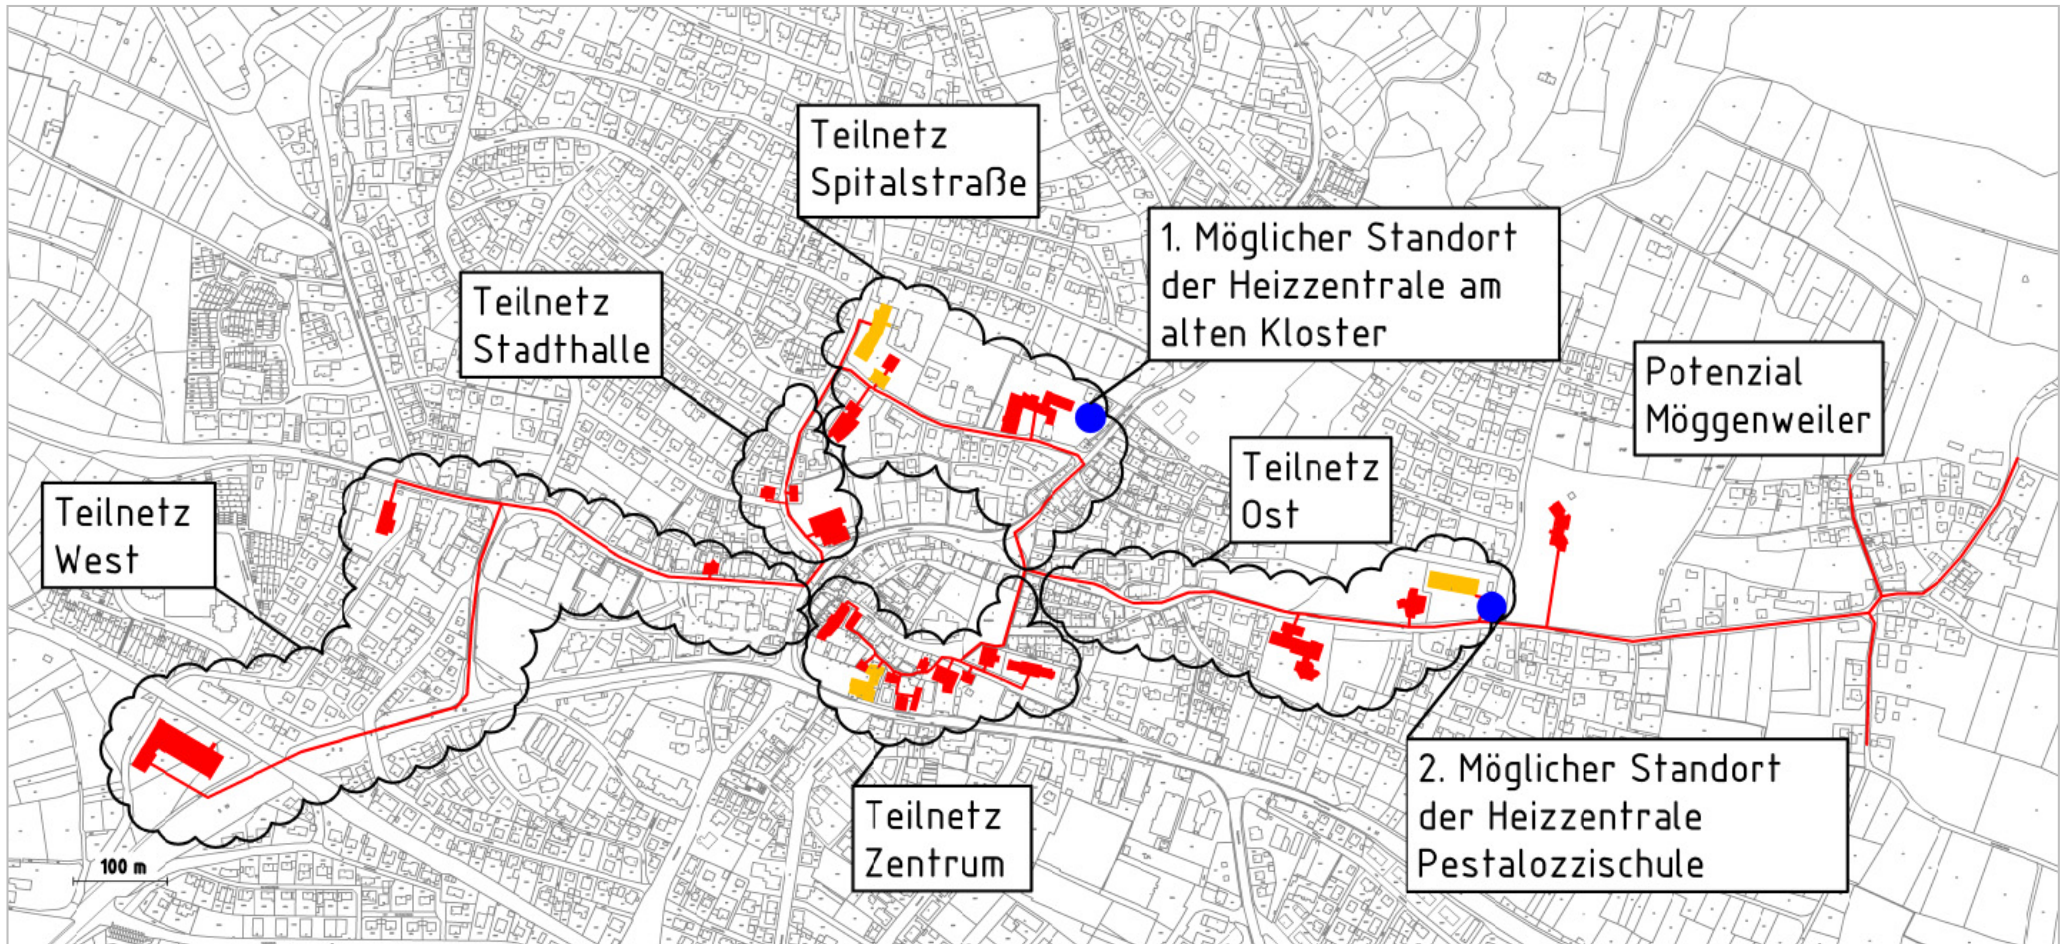 Teilnetz
Spitalstraße
1. Möglicher Standort
der Heizzentrale am
alten Kloster
Teilnetz
Stadthalle
Potenzial
Möggenweiler
Teilnetz
Ost
Teilnetz
West
2. Möglicher Standort
der Heizzentrale
Pestalozzischule
Teilnetz
Zentrum
100 m